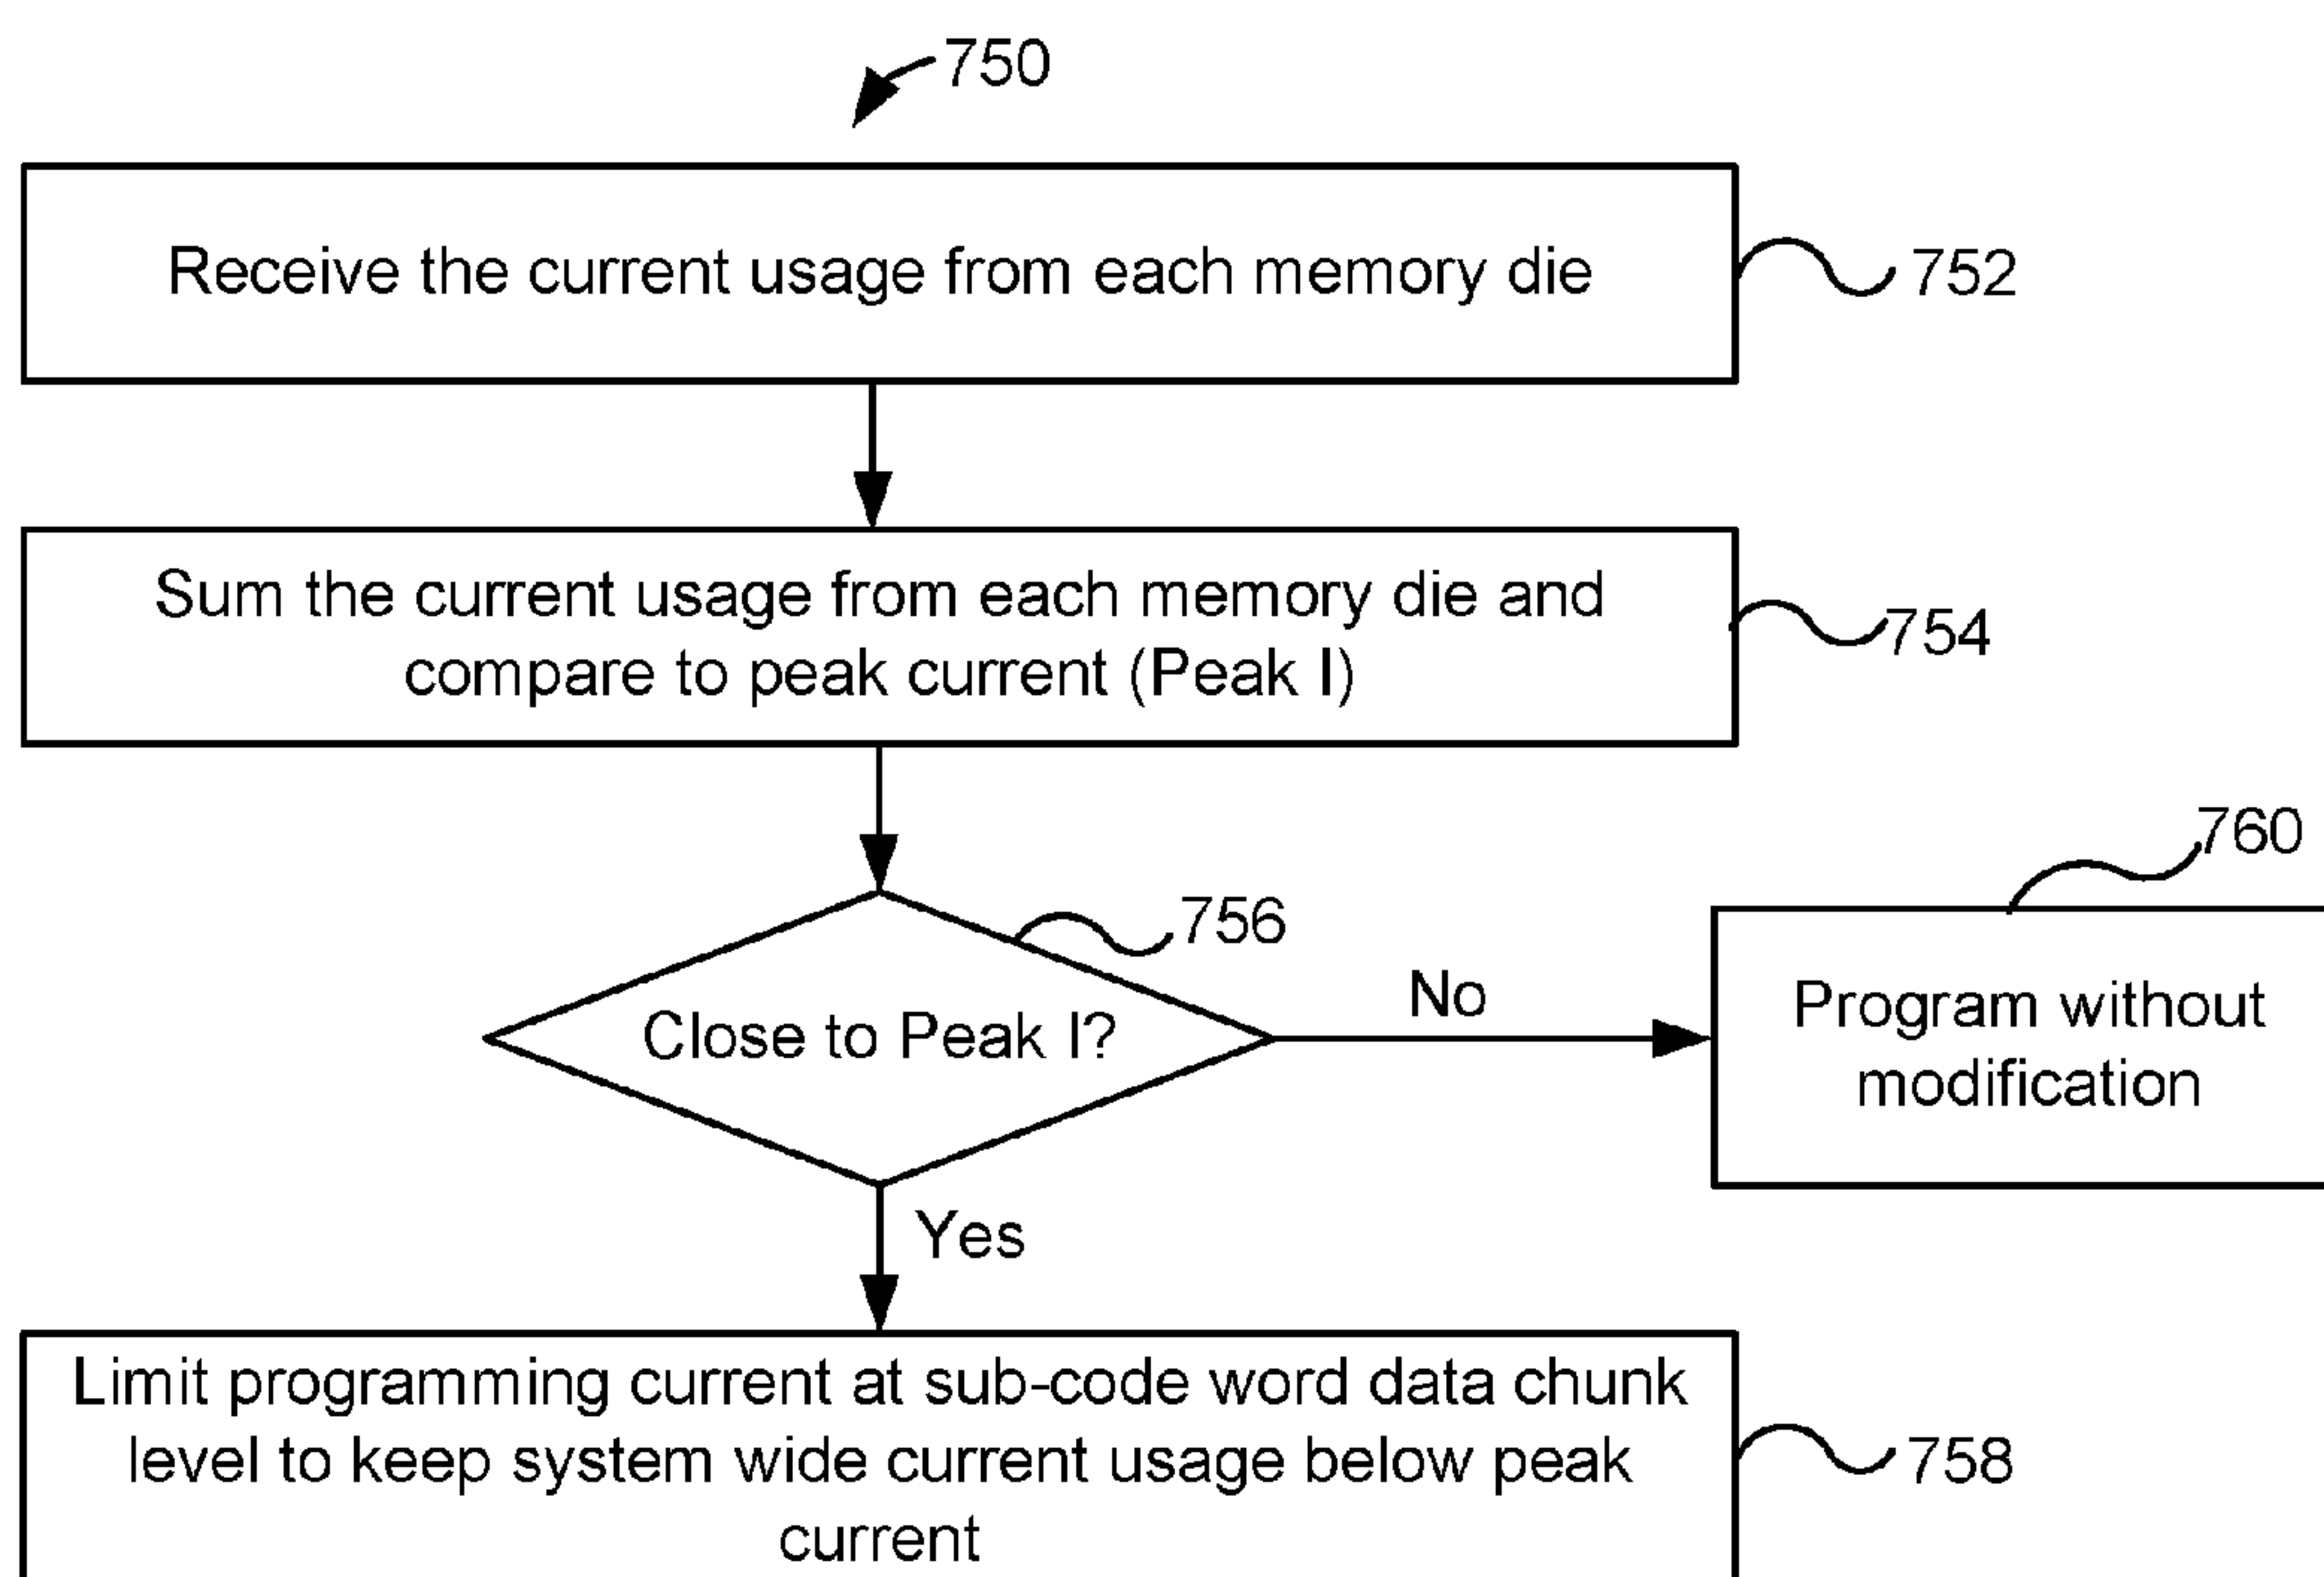 750
Receive the current usage from each memory die
752
Sum the current usage from each memory die and
compare to peak current (Peak I)
754
756
760
Close to Peak I?
No
Program without
modification
Yes
Limit programming current at sub-code word data chunk
level to keep system wide current usage below peak
current
758